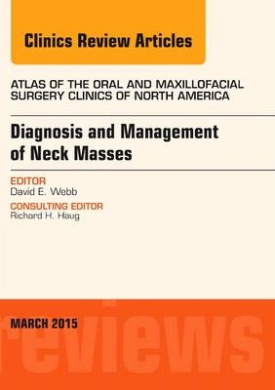 Clinics Review Articles
ATLAS OF THE ORAL AND MAXILLOFACIAL
SURGERY CLINICS OF NORTH AMERICA
Diagnosis and Management
of Neck Masses
EDITOR
David E. Webb
CONSULTING EDITOR
Richard H. Haug
reviews
MARCH 2015